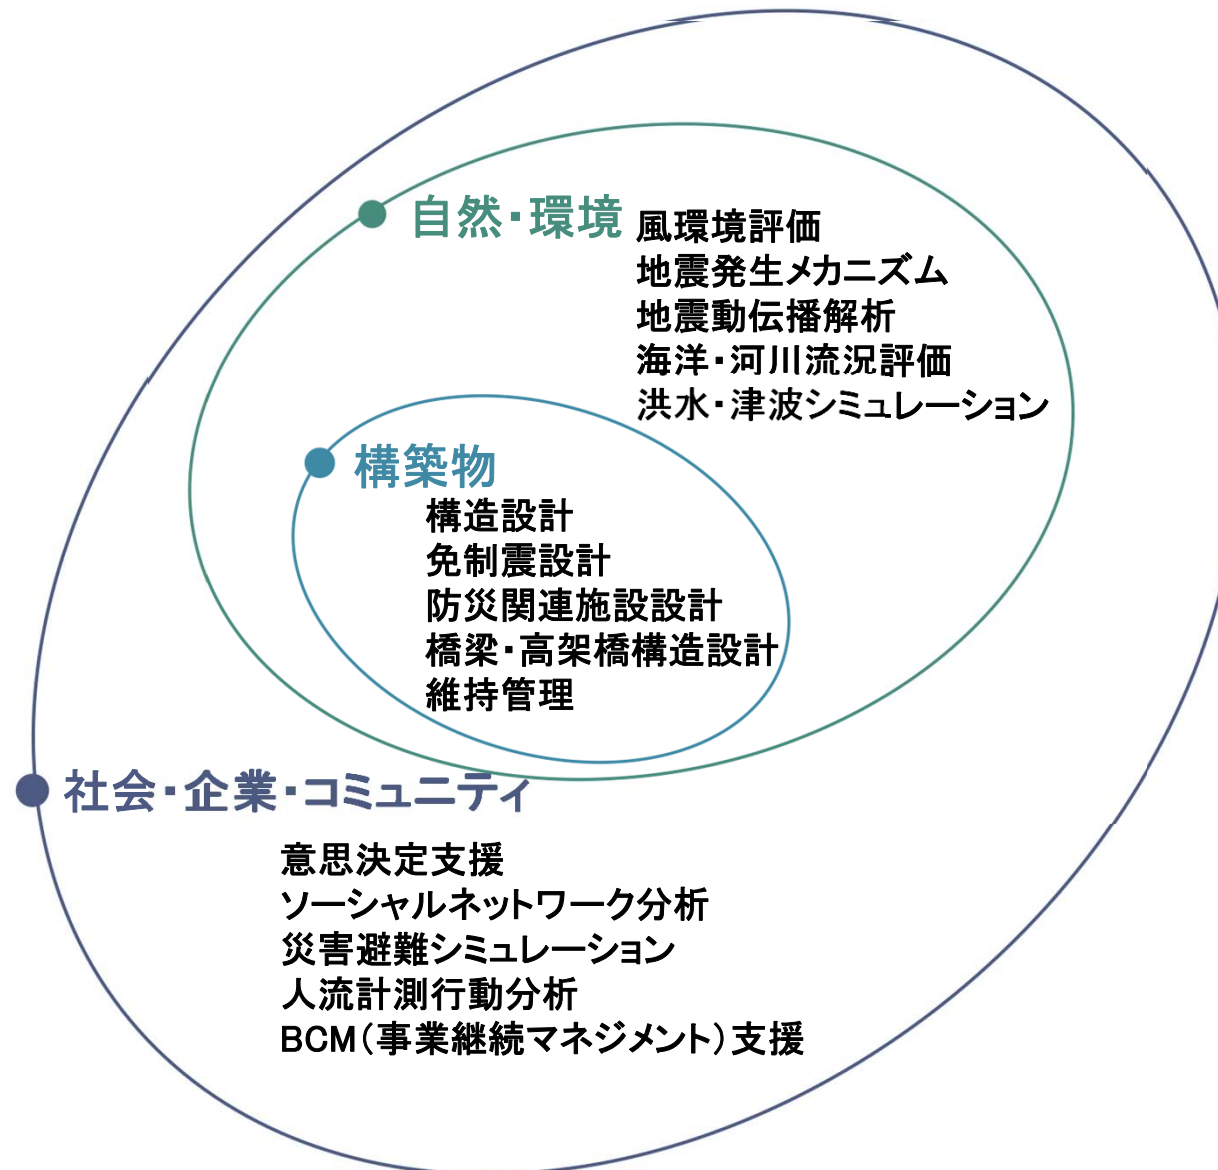 自然・環境
風環境評価
地震発生メカニズム
地震動伝播解析
海洋・河川流況評価
洪水・津波シミュレーション
構築物
構造設計
免制震設計
防災関連施設設計
橋梁・高架橋構造設計
維持管理
社会・企業・コミュニティ
意思決定支援
ソーシャルネットワーク分析
災害避難シミュレーション
人流計測行動分析
BCM(事業継続マネジメント)支援